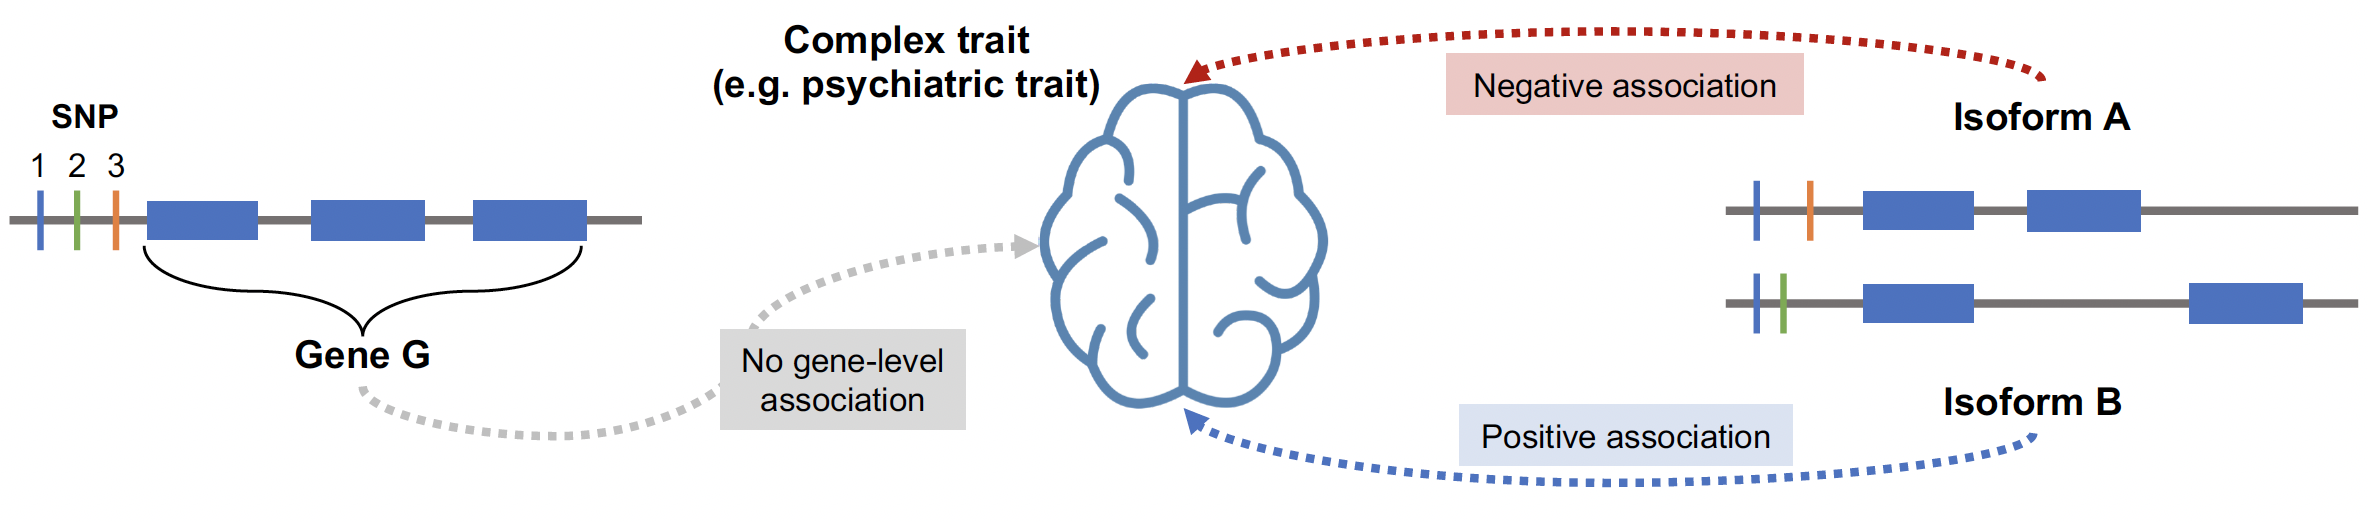 SNP
1 2 3
Gene G
No gene-level
association
Complex trait
(e.g. psychiatric trait)
Negative association
Isoform A
Positive association
Isoform B